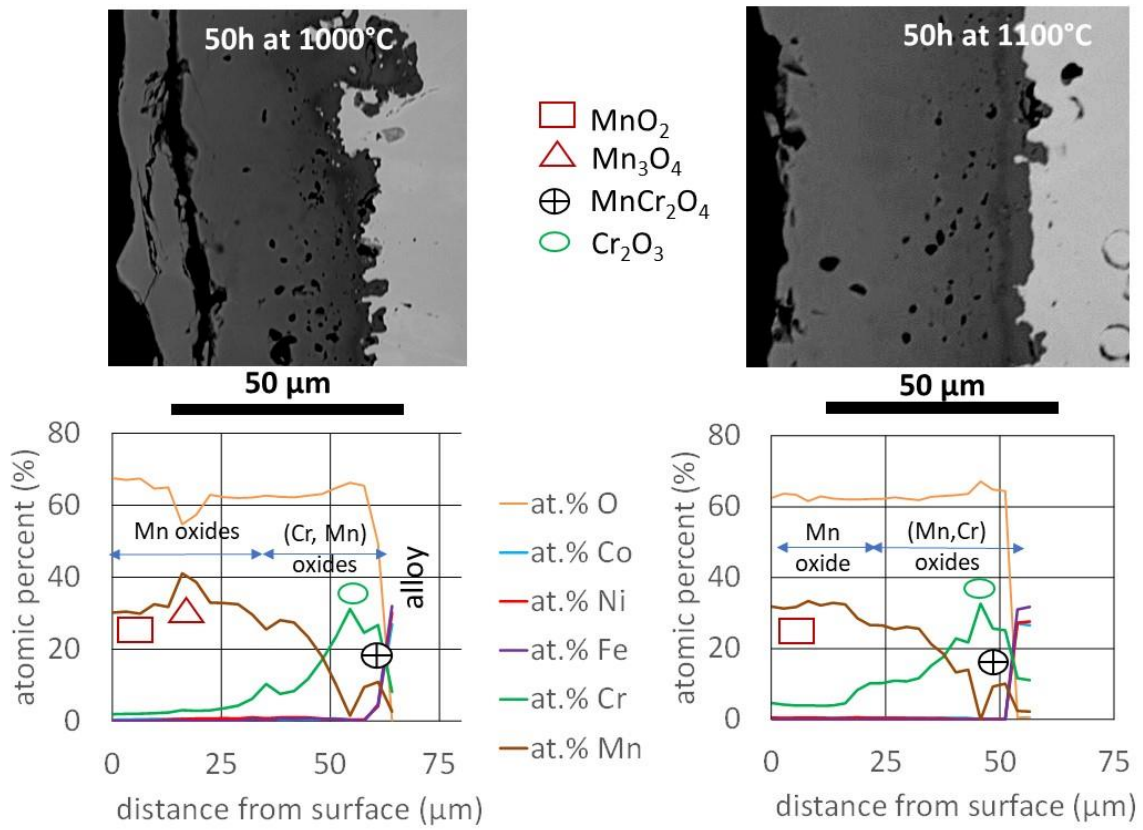 50h at 1000°C
50h at 1100°C
MnO₂
Mn₃O₄
MnCr₂O₄
Cr₂O₃
50 µm
50 µm
atomic percent (%)
80
60
40
20
0
Mn oxides
(Cr, Mn)
oxides
alloy
0
25
50
75
distance from surface (µm)
at.% O
at.% Co
at.% Ni
at.% Fe
at.% Cr
at.% Mn
atomic percent (%)
80
60
40
20
0
Mn
oxide
(Mn,Cr)
oxides
0
25
50
75
distance from surface (µm)